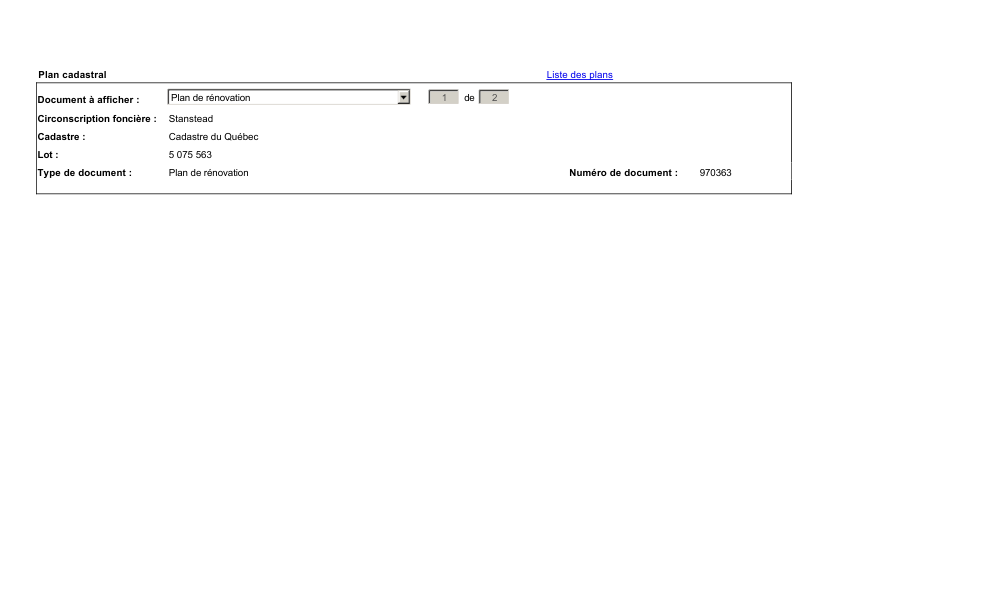 Plan cadastral Liste des plans
Document à afficher : Plan de rénovation 1 de 2
Circonscription foncière : Stanstead
Cadastre : Cadastre du Québec
Lot : 5 075 563
Type de document : Plan de rénovation Numéro de document : 970363